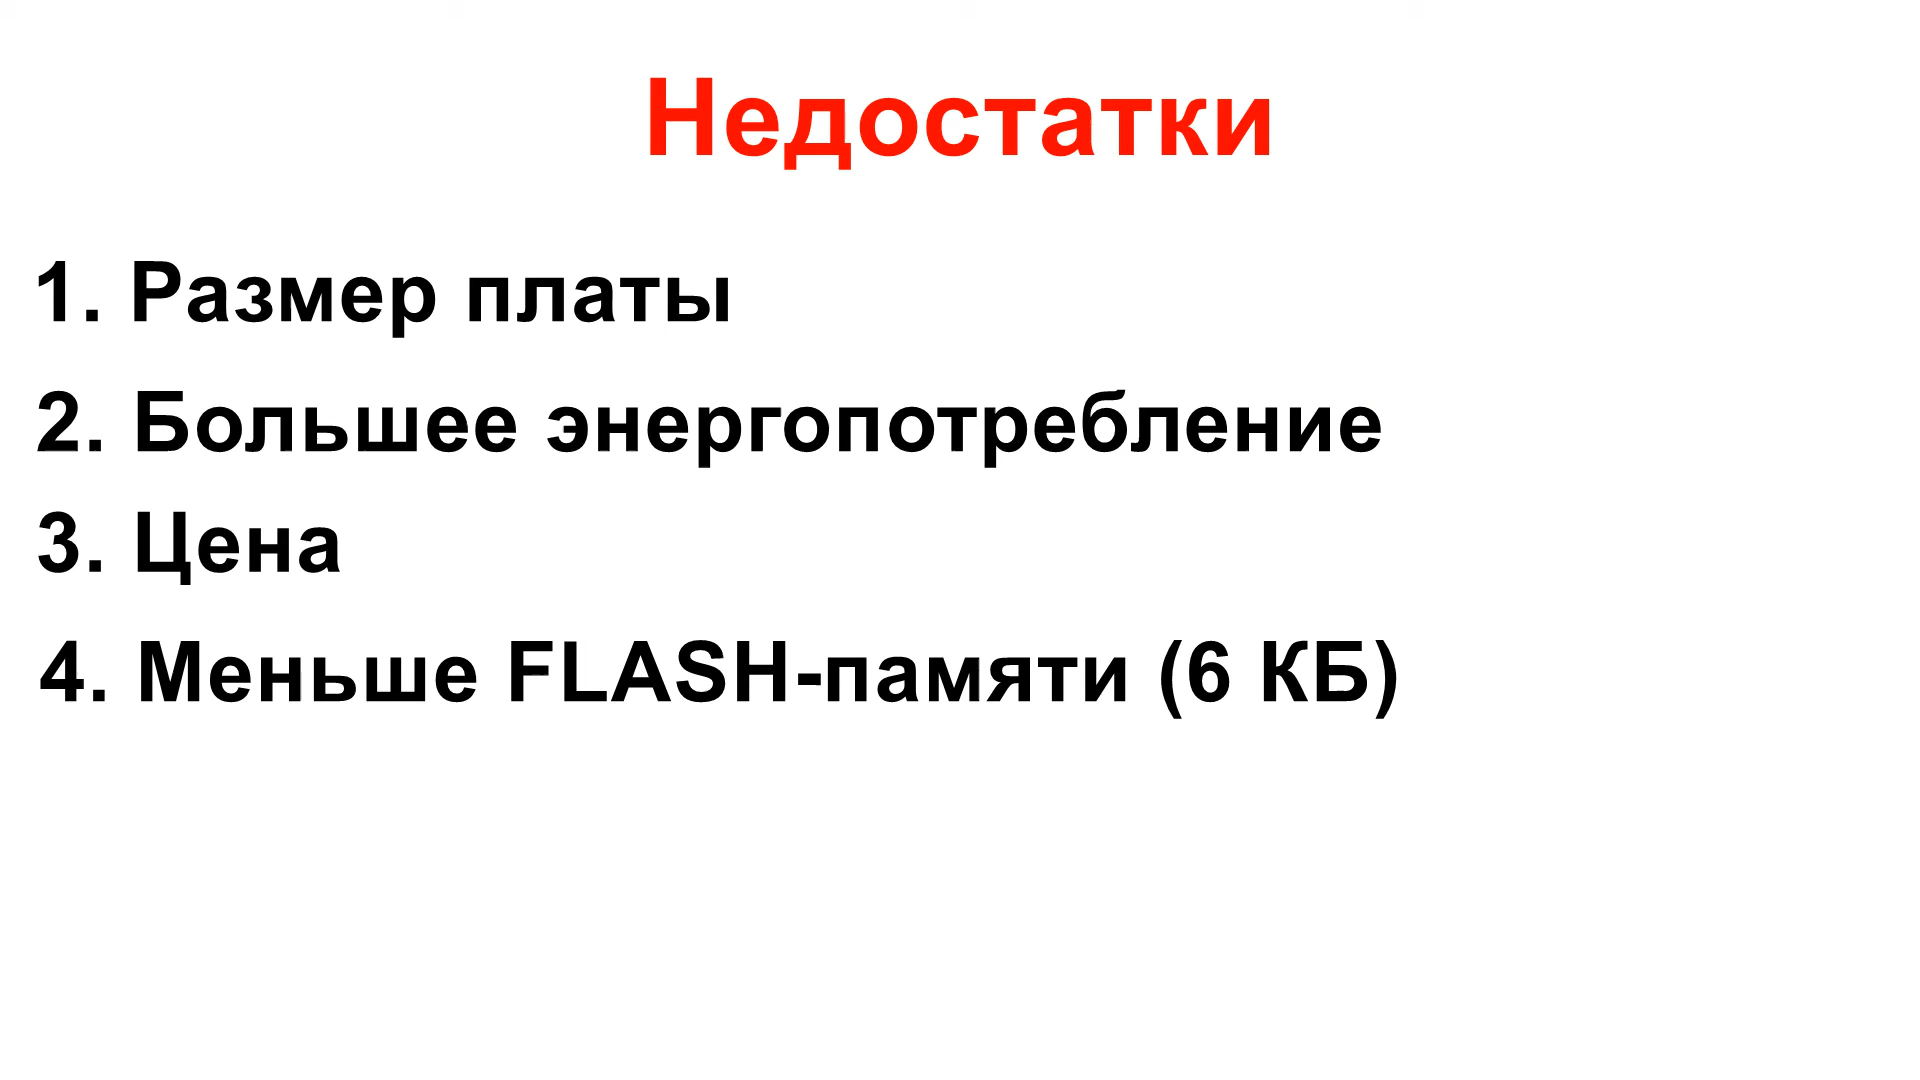 Недостатки
1. Размер платы
2. Большее энергопотребление
3. Цена
4. Меньше FLASH-памяти (6 КБ)